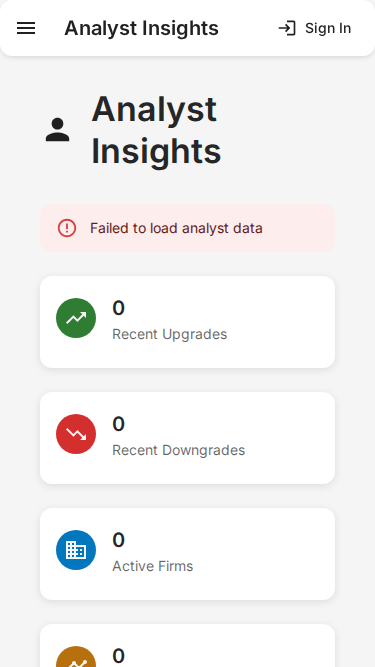 Analyst Insights
Sign In
Analyst
Insights
Failed to load analyst data
0
Recent Upgrades
0
Recent Downgrades
0
Active Firms
0